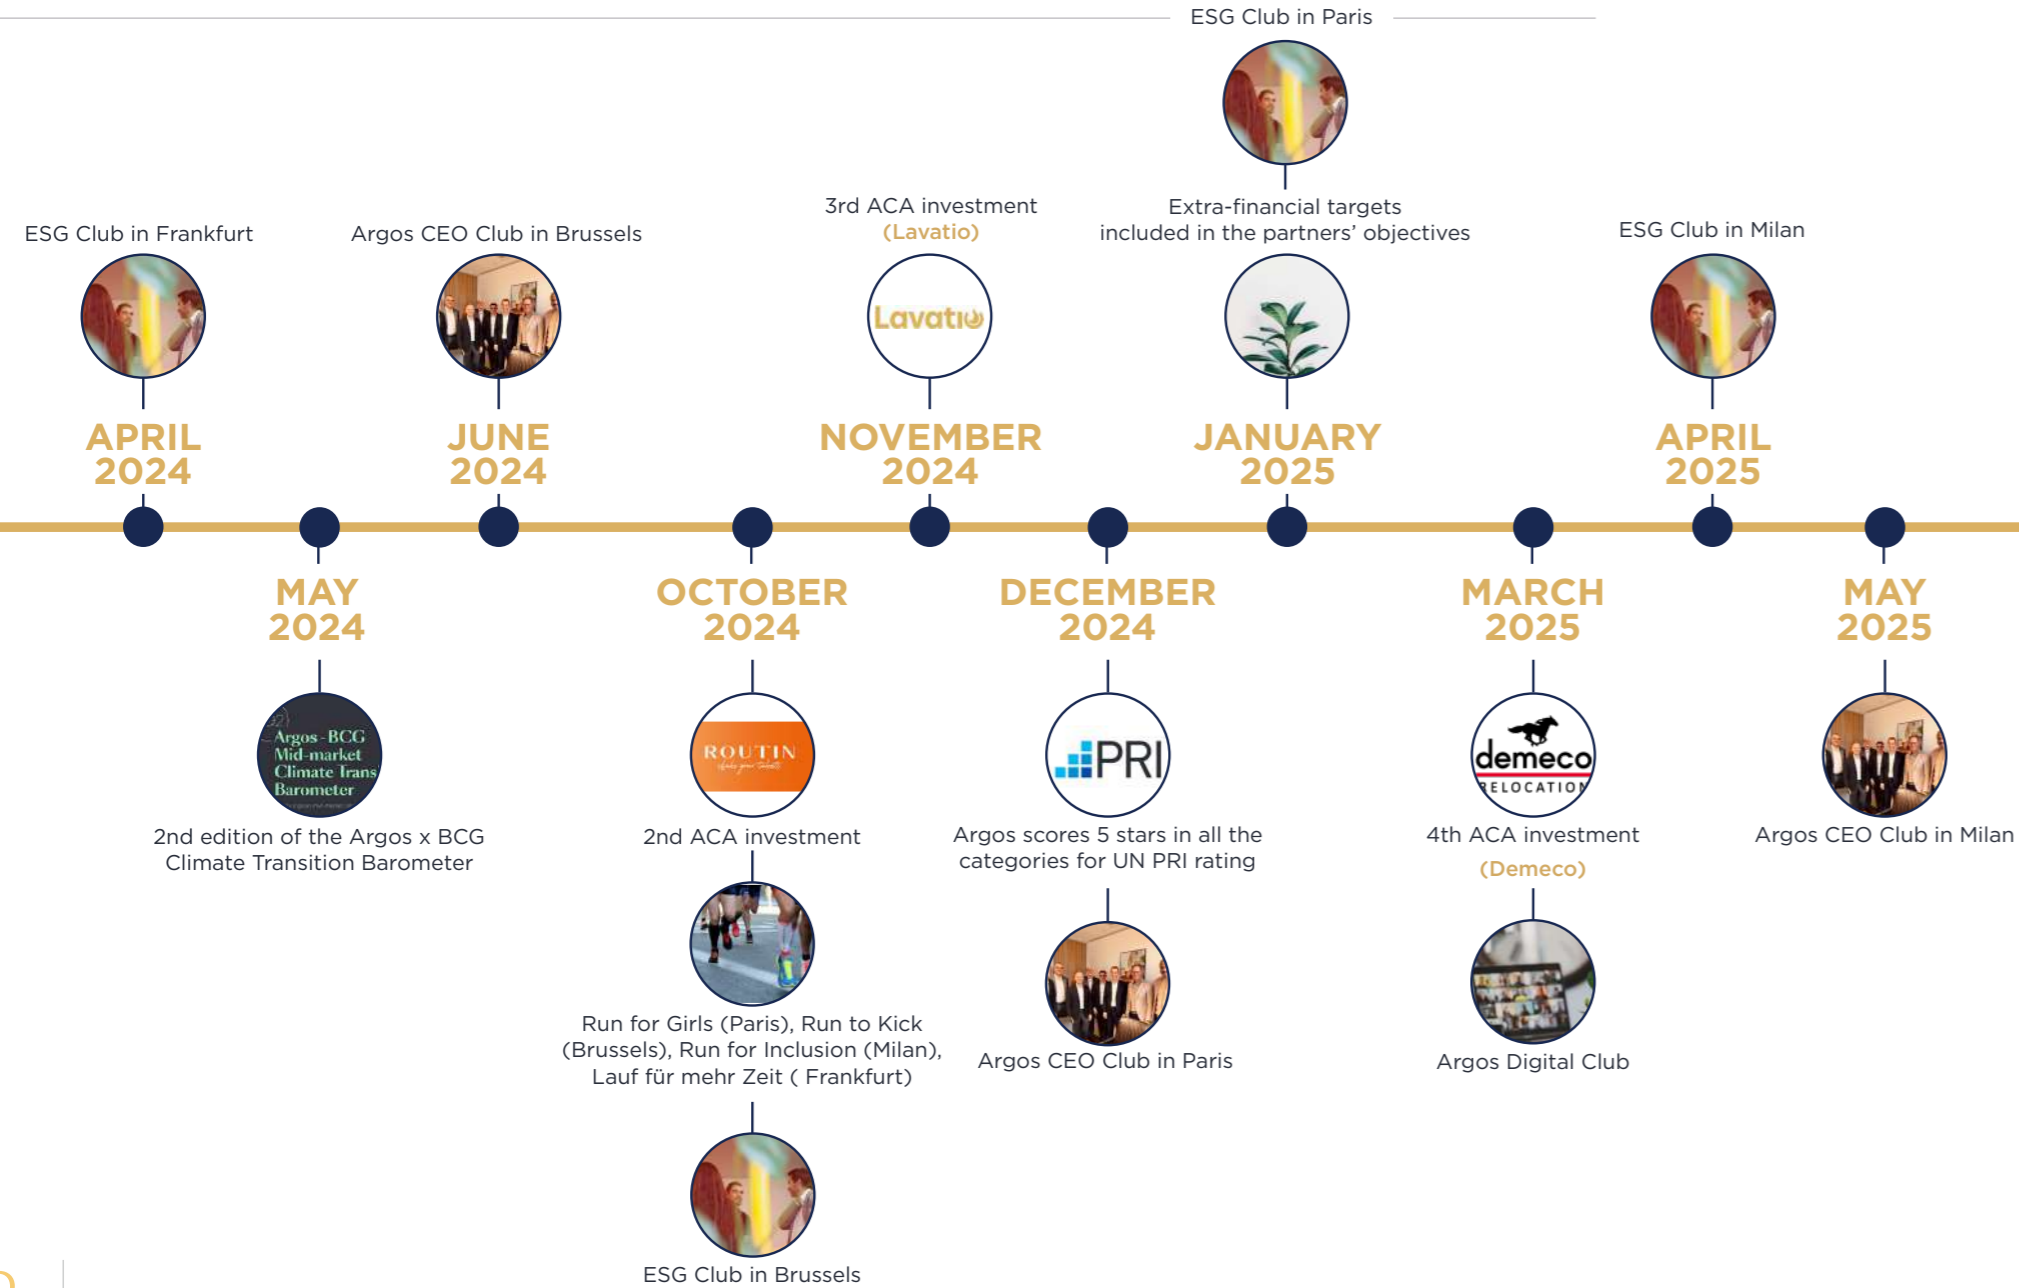 ESG Club in Paris
ESG Club in Frankfurt
Argos CEO Club in Brussels
3rd ACA investment
(Lavatio)
Lavatio
Extra-financial targets
included in the partners’ objectives
ESG Club in Milan
APRIL
2024
JUNE
2024
NOVEMBER
2024
JANUARY
2025
APRIL
2025
MAY
2024
OCTOBER
2024
DECEMBER
2024
MARCH
2025
MAY
2025
Argos - BCG
Mid-market
Climate Trans
Barometer
2nd edition of the Argos x BCG
Climate Transition Barometer
ROUTIN
2nd ACA investment
Run for Girls (Paris), Run to Kick
(Brussels), Run for Inclusion (Milan),
Lauf für mehr Zeit ( Frankfurt)
ESG Club in Brussels
PRI
Argos scores 5 stars in all the
categories for UN PRI rating
Argos CEO Club in Paris
demeco
RELOCATION
4th ACA investment
(Demeco)
Argos Digital Club
Argos CEO Club in Milan